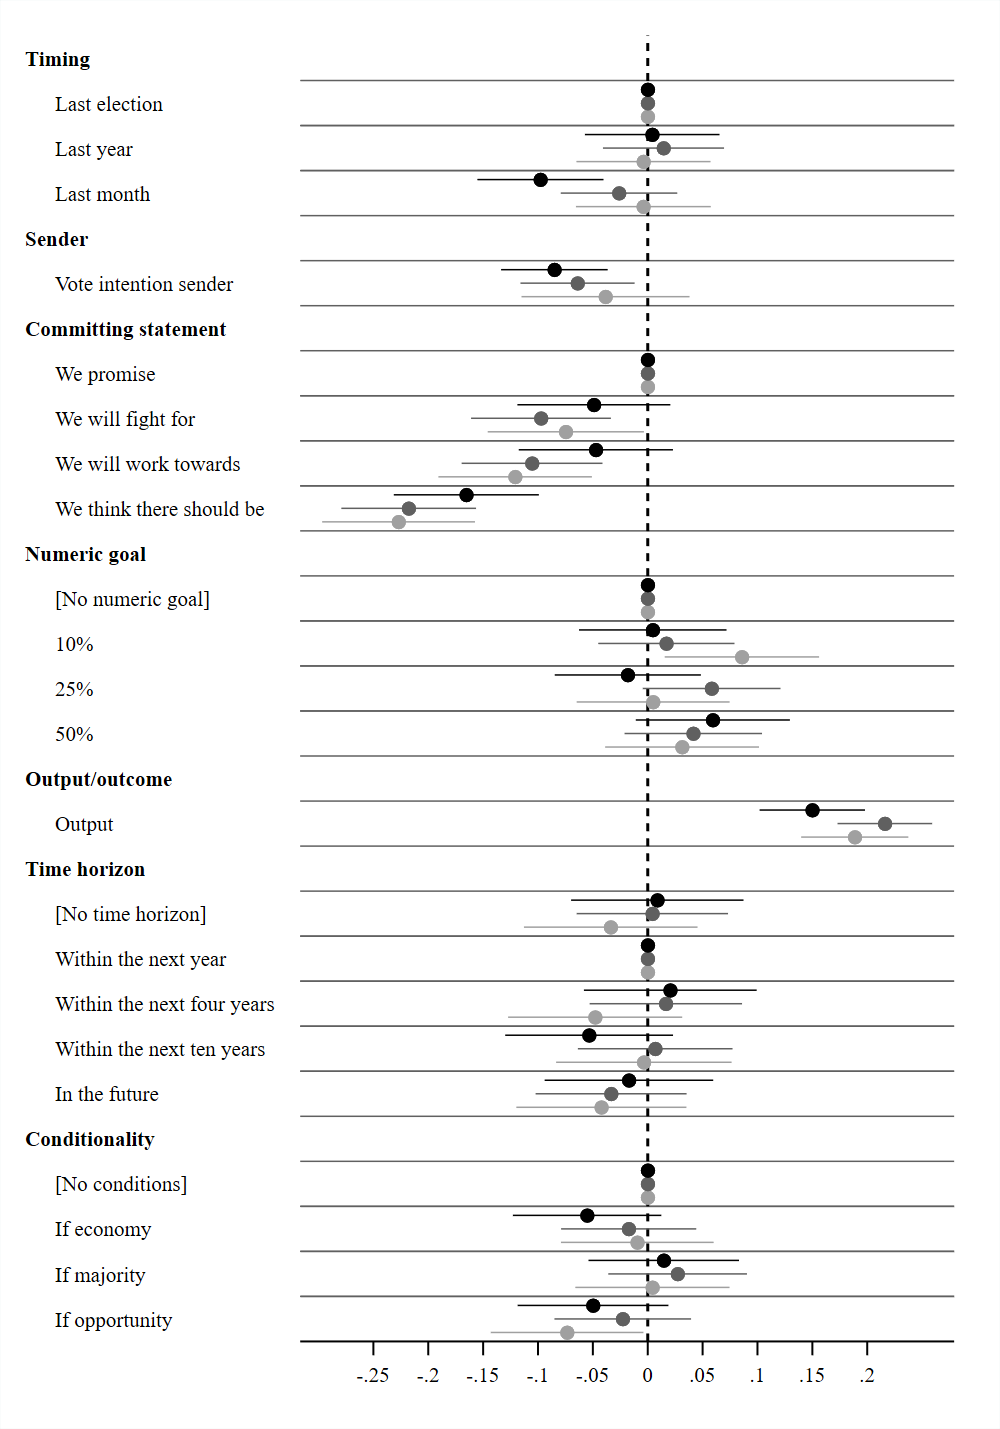 Timing
Last election
Last year
Last month
Sender
Vote intention sender
Committing statement
We promise
We will fight for
We will work towards
We think there should be
Numeric goal
[No numeric goal]
10%
25%
50%
Output/outcome
Output
Time horizon
[No time horizon]
Within the next year
Within the next four years
Within the next ten years
In the future
Conditionality
[No conditions]
If economy
If majority
If opportunity
-.25 -.2 -.15 -.1 -.05 0 .05 .1 .15 .2